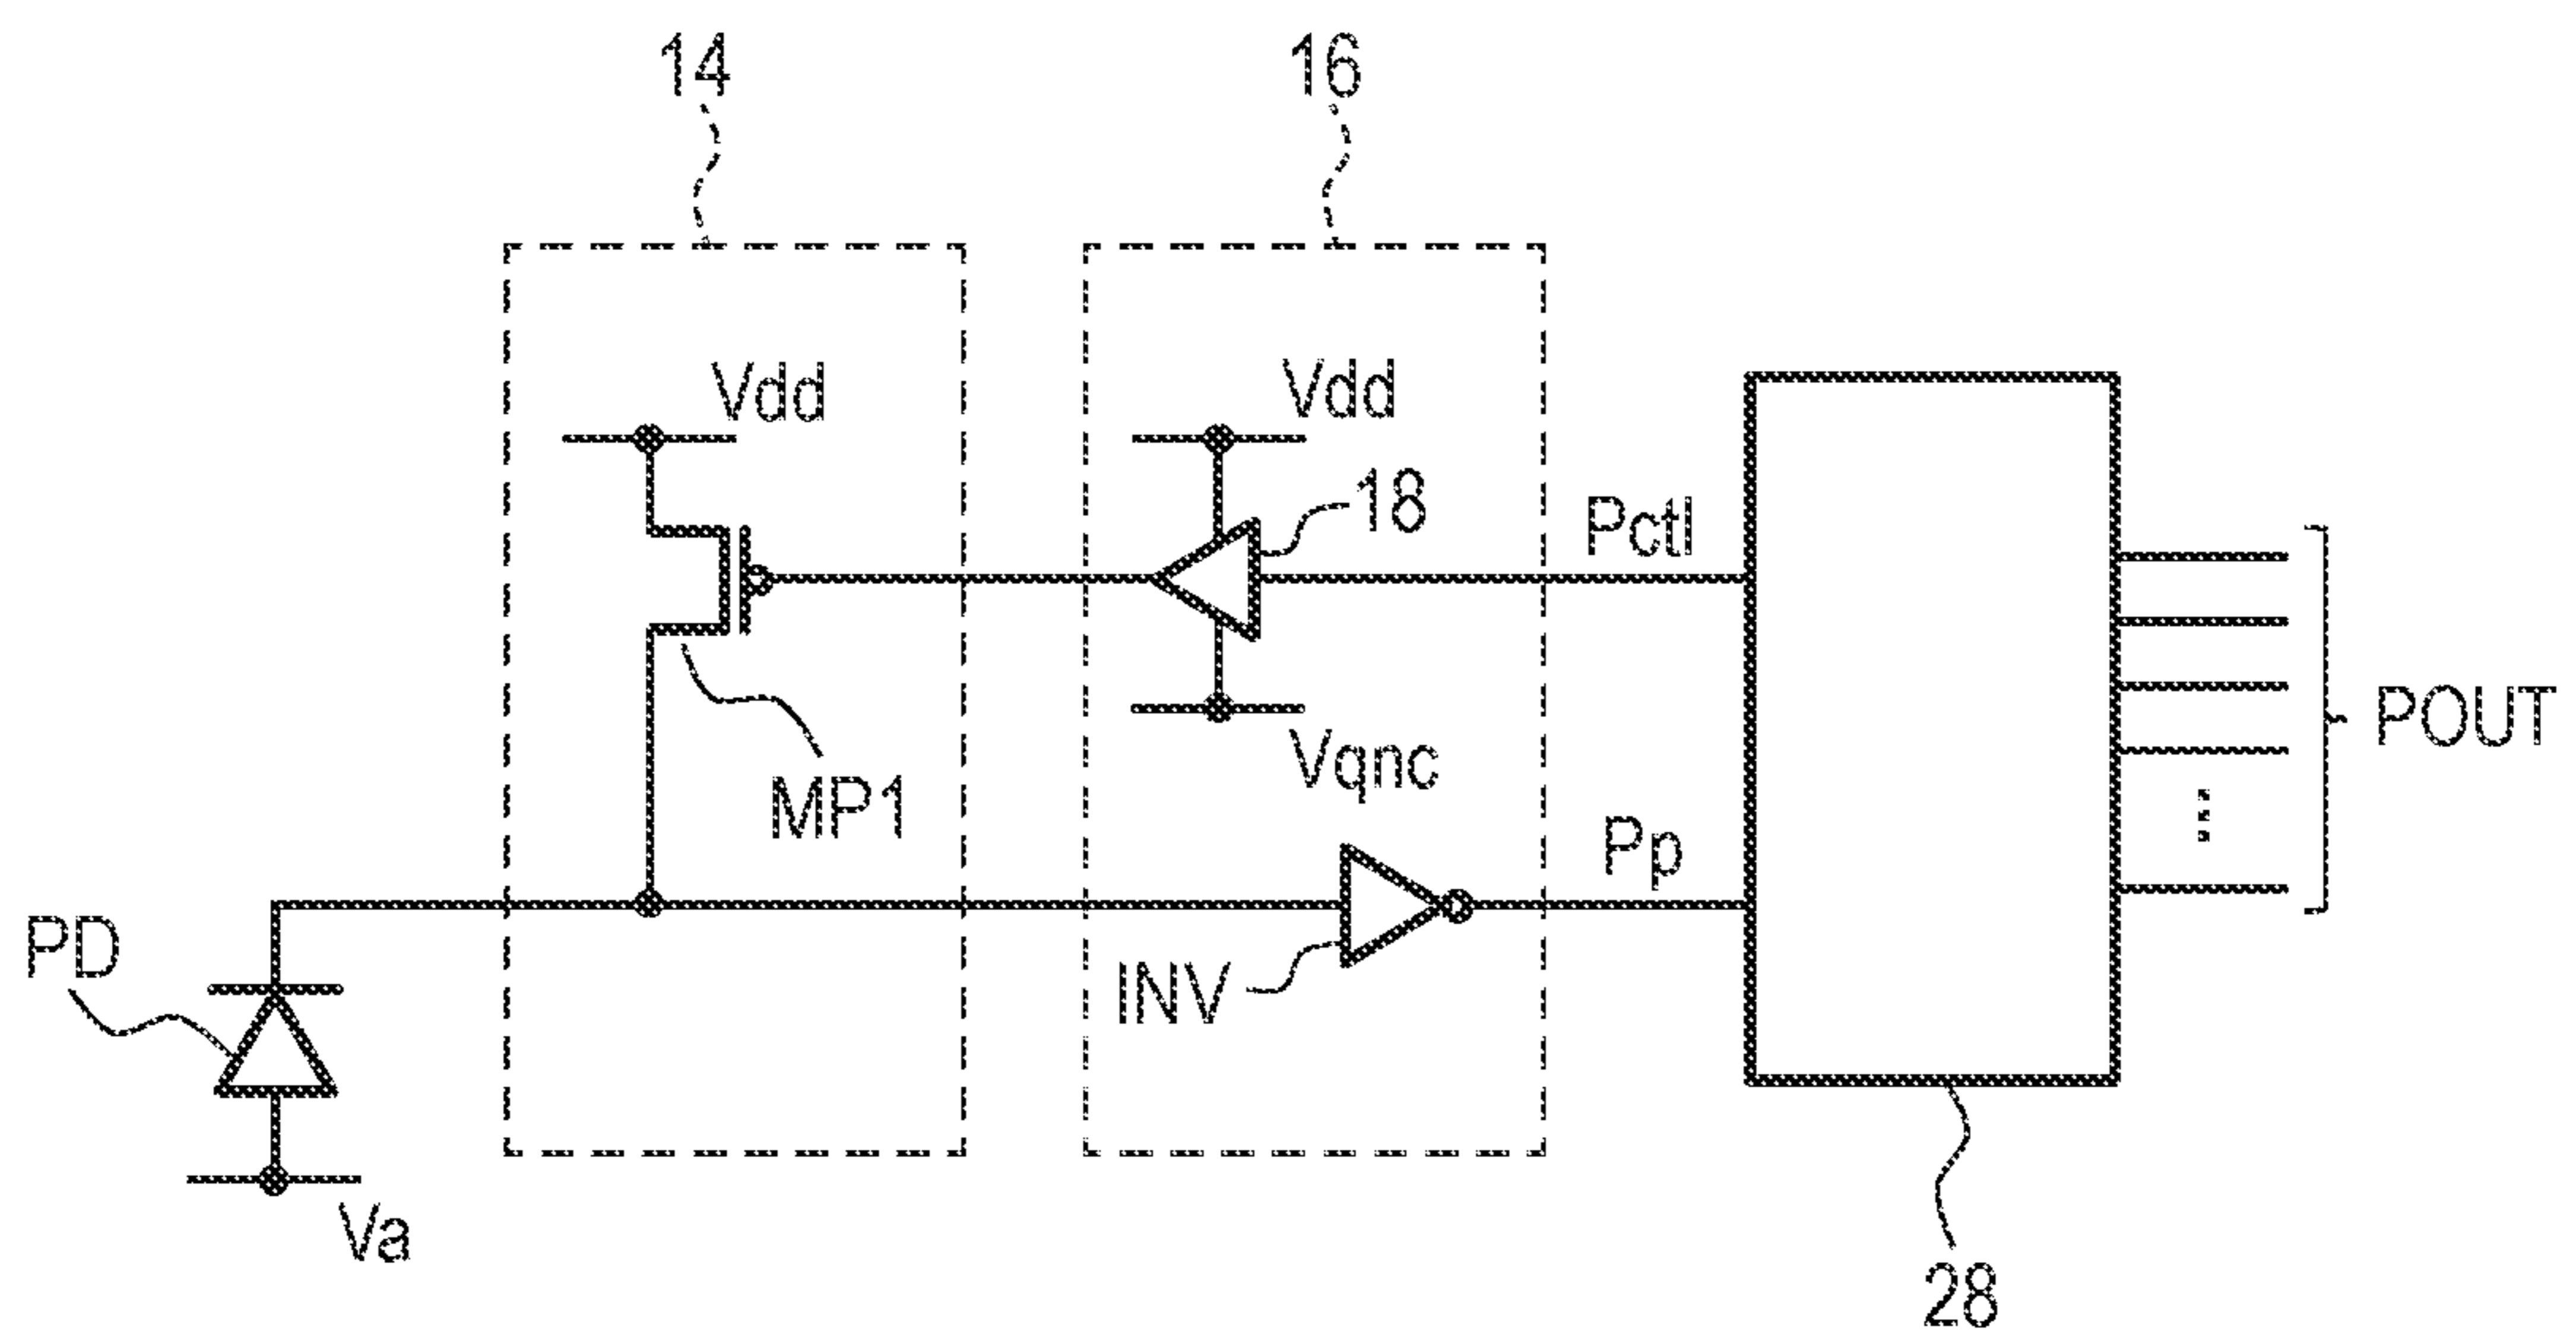 14
16
Vdd
Vdd
18
Pctl
MP1
Vqnc
POUT
Pp
PD
INV
Va
28